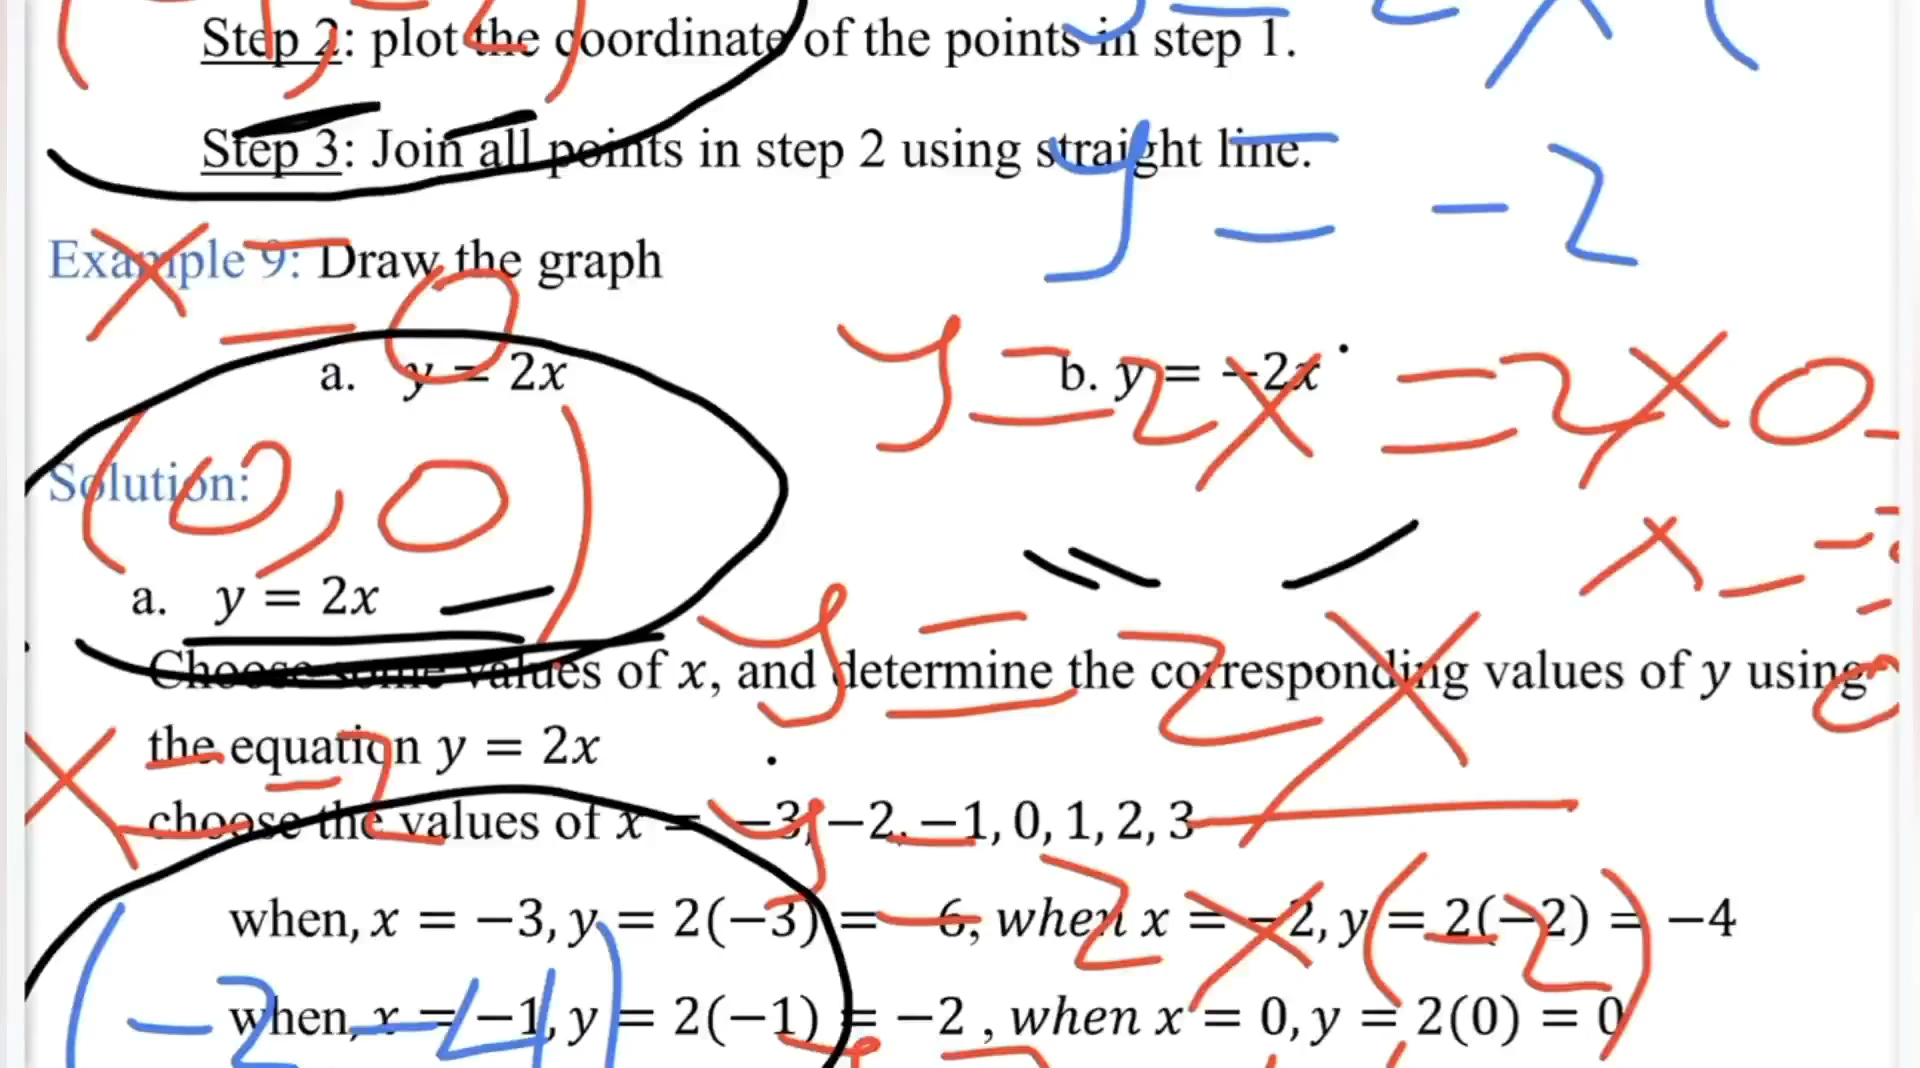 Step 2: plot the coordinate of the points in step 1.
Step 3: Join all points in step 2 using straight line.
y = -2
Example 9: Draw the graph
x = 0
a. y = 2x
b. y = −2x
y = 2x = 2x0
Solution:
(0, 0)
a. y = 2x
y = 2x
Choose some values of x, and determine the corresponding values of y using
the equation y = 2x
x = -2
choose the values of x = −3, −2, −1, 0, 1, 2, 3
y = 2x(-2)
when, x = −3, y = 2(−3) = −6, when x = −2, y = 2(−2) = −4
when, x = −1, y = 2(−1) = −2 , when x = 0, y = 2(0) = 0
(-2 -4)